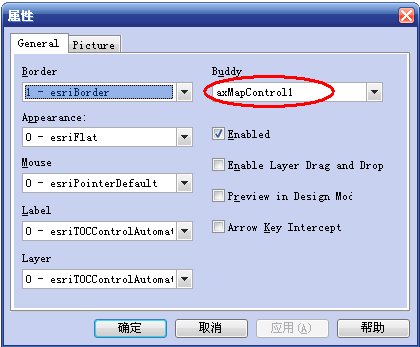 属性
General
Picture
Border
1 - esriBorder
Appearance:
0 - esriFlat
Mouse
0 - esriPointerDefault
Label
0 - esriTOCControlAutomat
Layer
0 - esriTOCControlAutomat
Buddy
axMapControl1
Enabled
Enable Layer Drag and Drop
Preview in Design Mod
Arrow Key Intercept
确定
取消
应用(A)
帮助